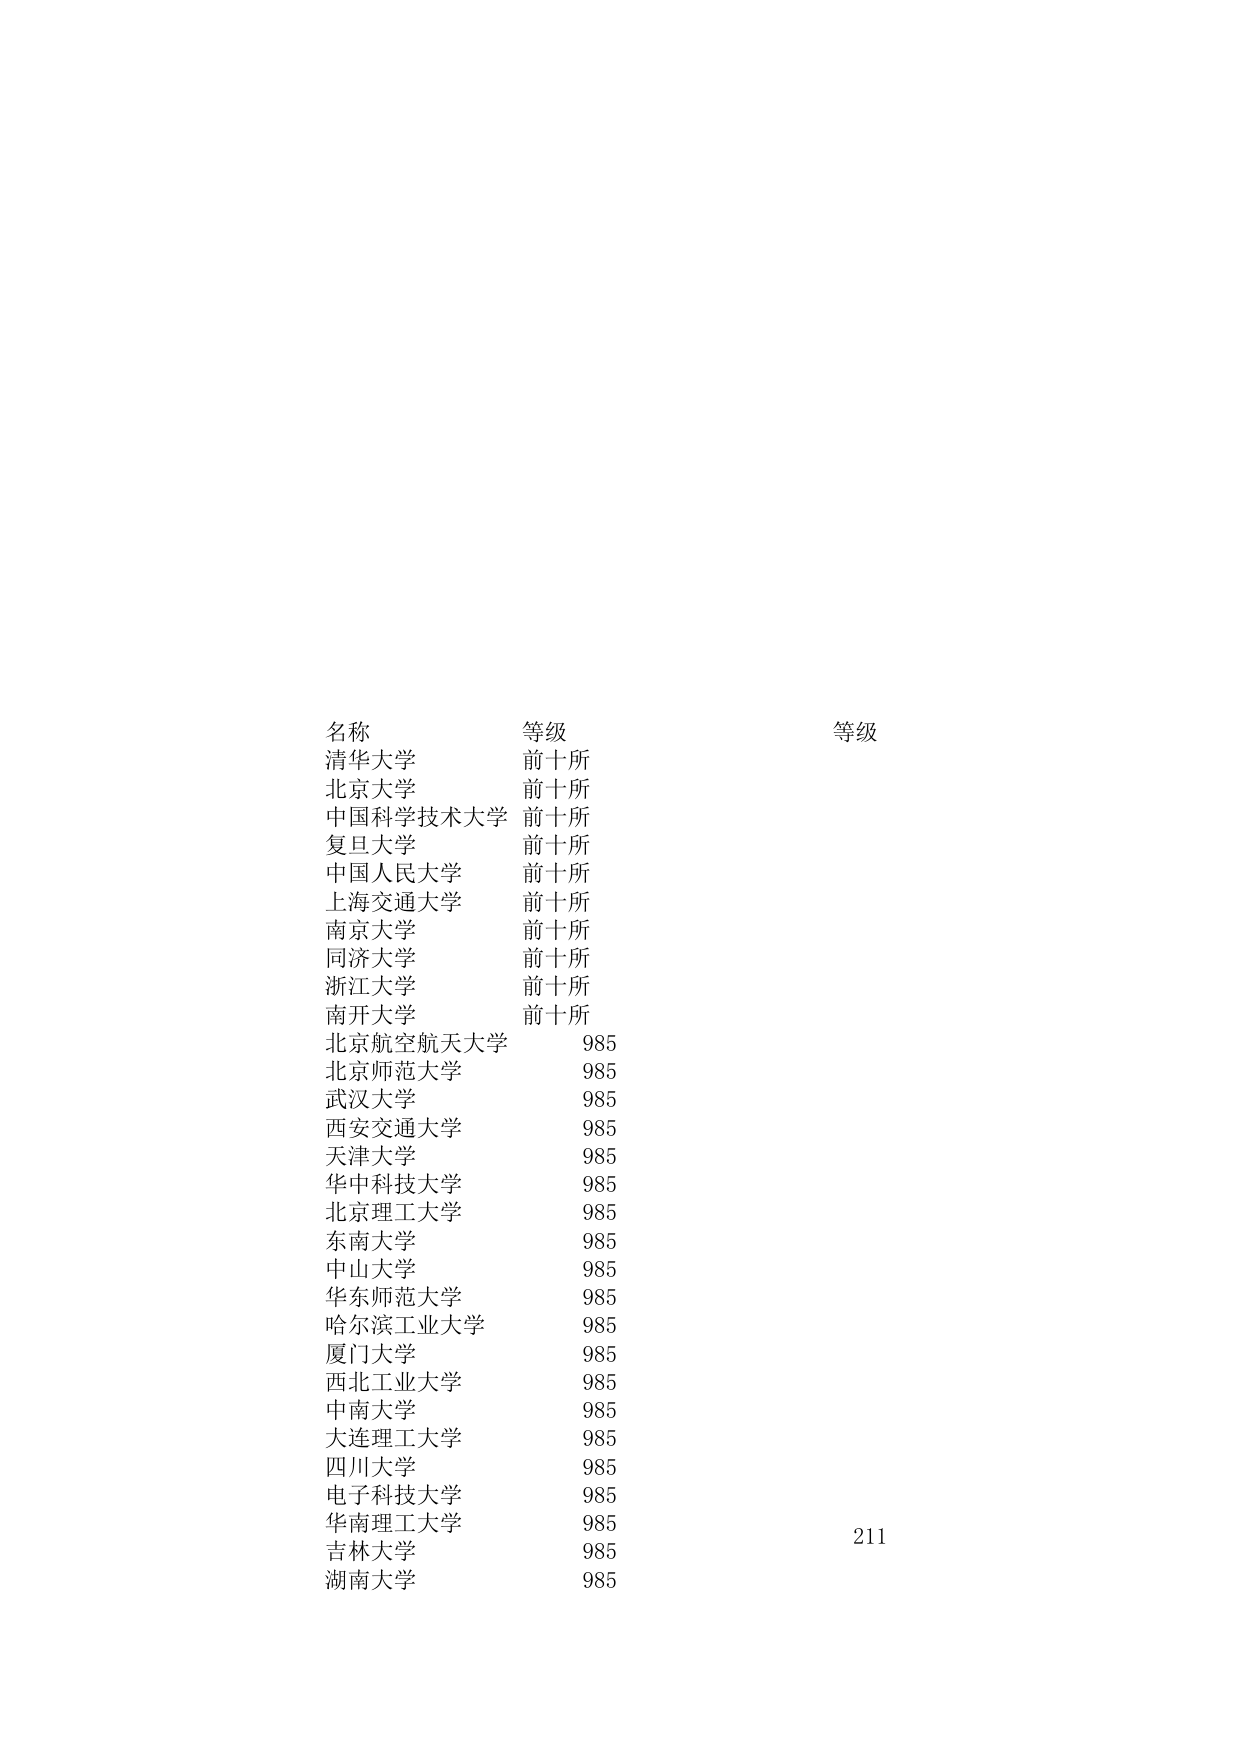 名称 等级 等级
清华大学 前十所
北京大学 前十所
中国科学技术大学 前十所
复旦大学 前十所
中国人民大学 前十所
上海交通大学 前十所
南京大学 前十所
同济大学 前十所
浙江大学 前十所
南开大学 前十所
北京航空航天大学 985
北京师范大学 985
武汉大学 985
西安交通大学 985
天津大学 985
华中科技大学 985
北京理工大学 985
东南大学 985
中山大学 985
华东师范大学 985
哈尔滨工业大学 985
厦门大学 985
西北工业大学 985
中南大学 985
大连理工大学 985
四川大学 985
电子科技大学 985
华南理工大学 985
211
吉林大学 985
湖南大学 985